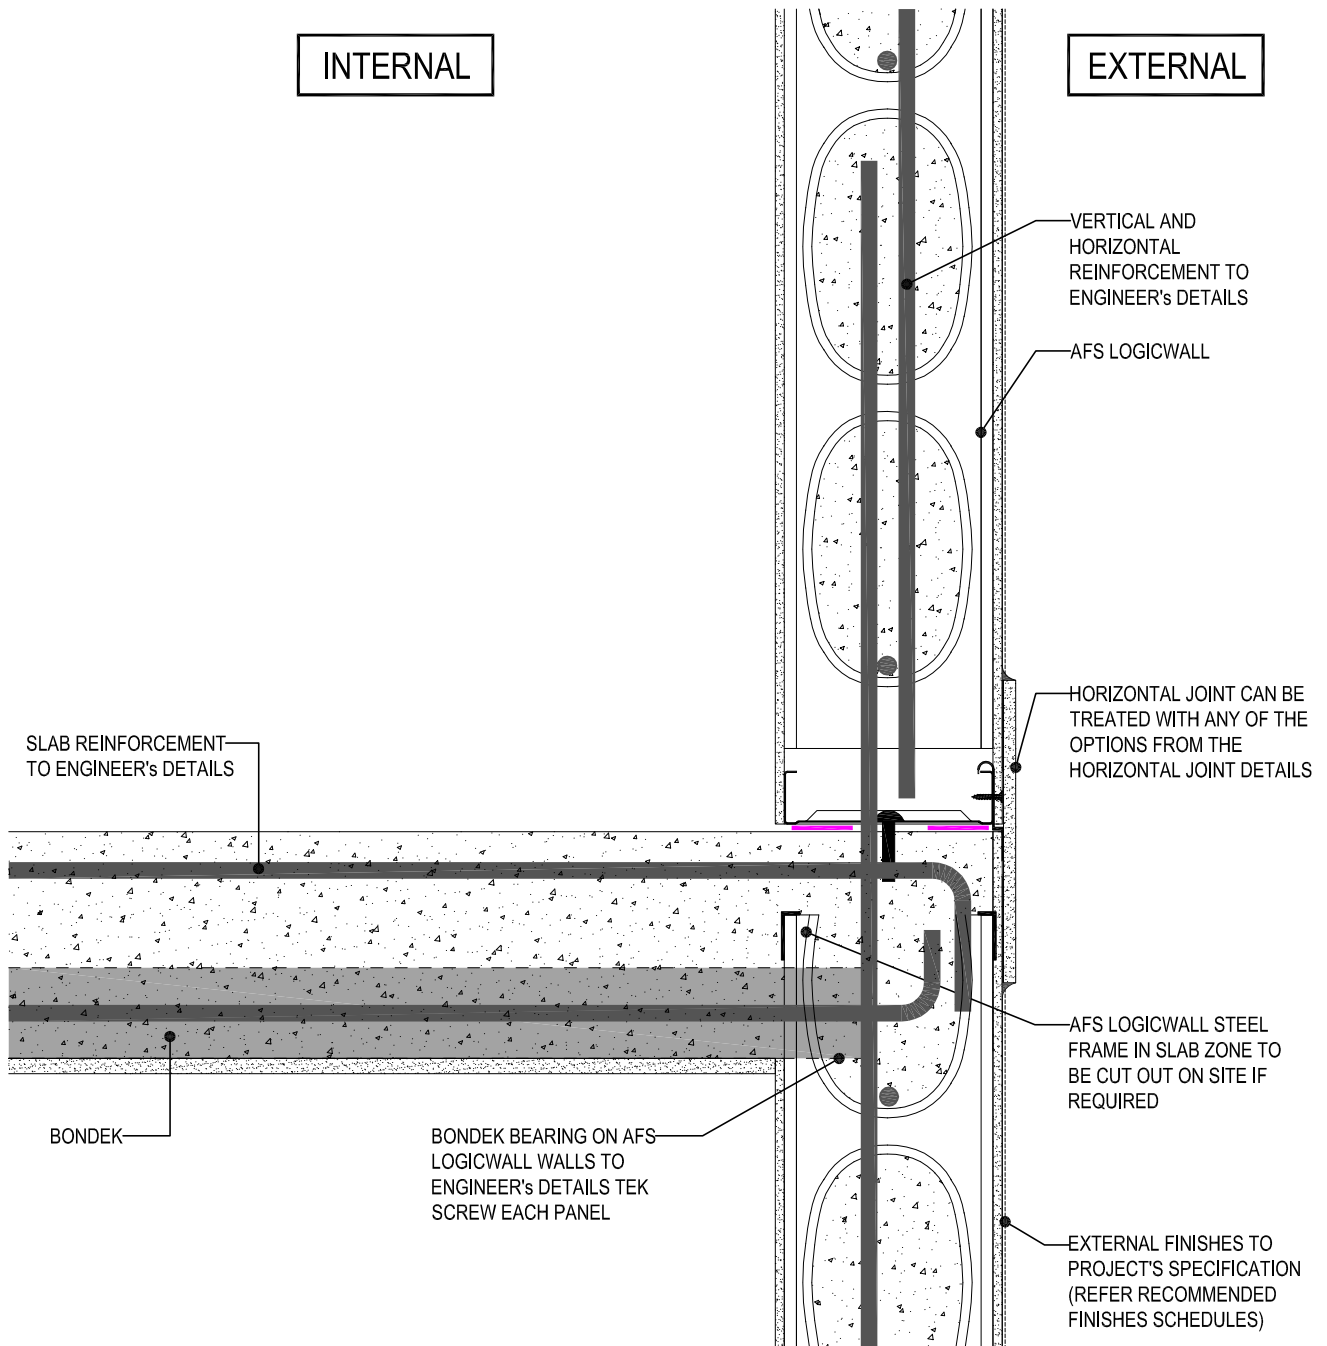 INTERNAL
EXTERNAL
VERTICAL AND
HORIZONTAL
REINFORCEMENT TO
ENGINEER's DETAILS
AFS LOGICWALL
HORIZONTAL JOINT CAN BE
TREATED WITH ANY OF THE
OPTIONS FROM THE
HORIZONTAL JOINT DETAILS
SLAB REINFORCEMENT
TO ENGINEER's DETAILS
AFS LOGICWALL STEEL
FRAME IN SLAB ZONE TO
BE CUT OUT ON SITE IF
REQUIRED
BONDEK
BONDEK BEARING ON AFS
LOGICWALL WALLS TO
ENGINEER's DETAILS TEK
SCREW EACH PANEL
EXTERNAL FINISHES TO
PROJECT'S SPECIFICATION
(REFER RECOMMENDED
FINISHES SCHEDULES)